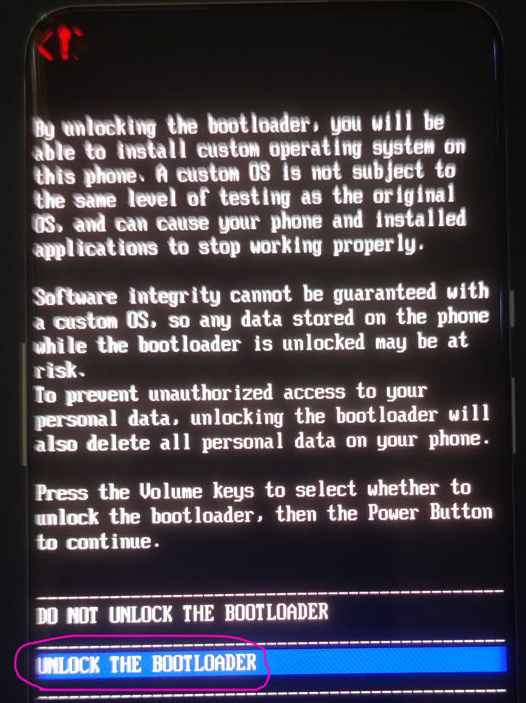 By unlocking the bootloader, you will be
able to install custom operating system on
this phone. A custom OS is not subject to
the same level of testing as the original
OS, and can cause your phone and installed
applications to stop working properly.
Software integrity cannot be guaranteed with
a custom OS, so any data stored on the phone
while the bootloader is unlocked may be at
risk.
To prevent unauthorized access to your
personal data, unlocking the bootloader will
also delete all personal data on your phone.
Press the Volume keys to select whether to
unlock the bootloader, then the Power Button
to continue.
DO NOT UNLOCK THE BOOTLOADER
UNLOCK THE BOOTLOADER